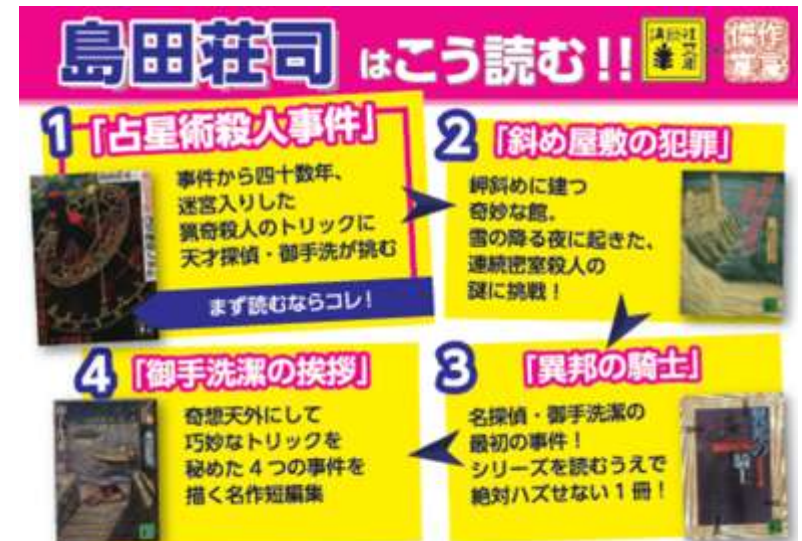 島田荘司はこう読む!!
傑作
1「占星術殺人事件」
事件から四十数年、
迷宮入りした
猟奇殺人のトリックに
天才探偵・御手洗が挑む
まず読むならコレ!
2「斜め屋敷の犯罪」
岬斜めに建つ
奇妙な館。
雪の降る夜に起きた、
連続密室殺人の
謎に挑戦!
3「異邦の騎士」
名探偵・御手洗潔の
最初の事件!
シリーズを読むうえで
絶対ハズせない1冊!
4「御手洗潔の挨拶」
奇想天外にして
巧妙なトリックを
秘めた4つの事件を
描く名作短編集